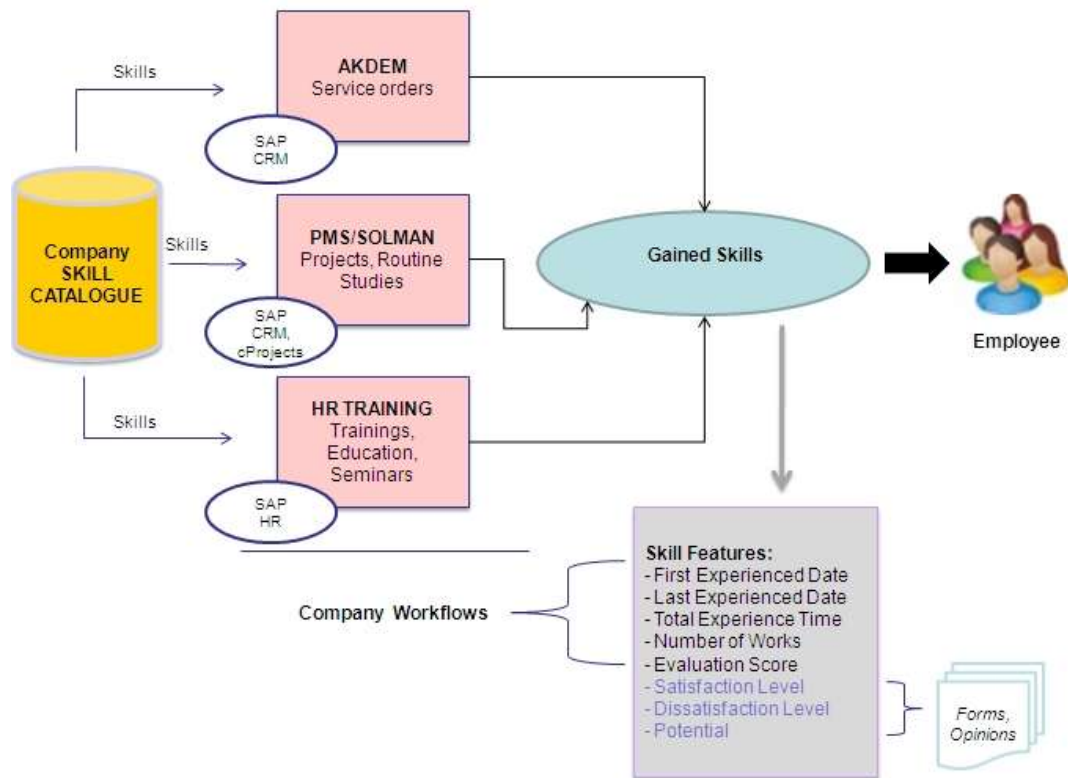 Skills
AKDEM
Service orders
SAP
CRM
Company
SKILL
CATALOGUE
Skills
PMS/SOLMAN
Projects, Routine
Studies
SAP
CRM,
cProjects
Gained Skills
Employee
Skills
HR TRAINING
Trainings,
Education,
Seminars
SAP
HR
Company Workflows
Skill Features:
- First Experienced Date
- Last Experienced Date
- Total Experience Time
- Number of Works
- Evaluation Score
- Satisfaction Level
- Dissatisfaction Level
- Potential
Forms,
Opinions